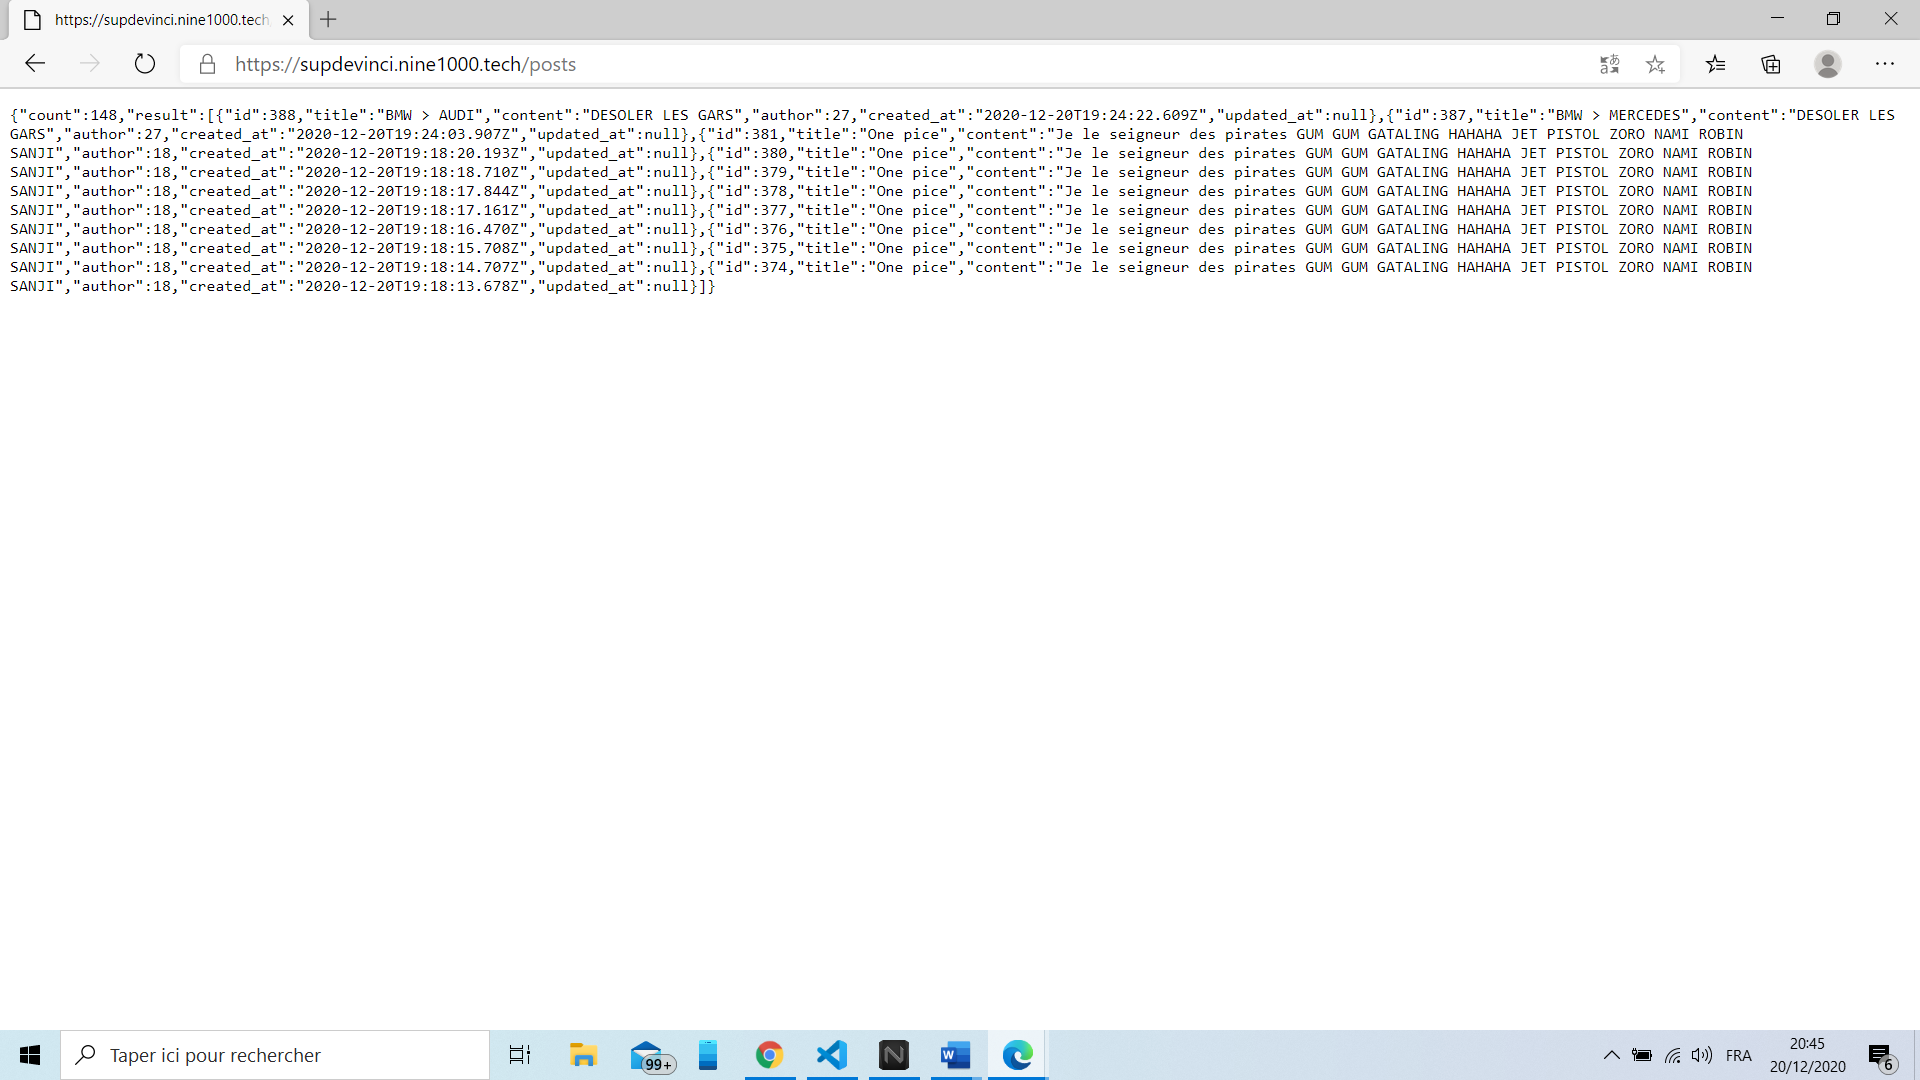 https://supdevinci.nine1000.tech
https://supdevinci.nine1000.tech/posts
{"count":148,"result":[{"id":388,"title":"BMW > AUDI","content":"DESOLER LES GARS","author":27,"created_at":"2020-12-20T19:24:22.609Z","updated_at":null},{"id":387,"title":"BMW > MERCEDES","content":"DESOLER LES
GARS","author":27,"created_at":"2020-12-20T19:24:03.907Z","updated_at":null},{"id":381,"title":"One pice","content":"Je le seigneur des pirates GUM GUM GATALING HAHAHA JET PISTOL ZORO NAMI ROBIN
SANJI","author":18,"created_at":"2020-12-20T19:18:20.193Z","updated_at":null},{"id":380,"title":"One pice","content":"Je le seigneur des pirates GUM GUM GATALING HAHAHA JET PISTOL ZORO NAMI ROBIN
SANJI","author":18,"created_at":"2020-12-20T19:18:18.710Z","updated_at":null},{"id":379,"title":"One pice","content":"Je le seigneur des pirates GUM GUM GATALING HAHAHA JET PISTOL ZORO NAMI ROBIN
SANJI","author":18,"created_at":"2020-12-20T19:18:17.844Z","updated_at":null},{"id":378,"title":"One pice","content":"Je le seigneur des pirates GUM GUM GATALING HAHAHA JET PISTOL ZORO NAMI ROBIN
SANJI","author":18,"created_at":"2020-12-20T19:18:17.161Z","updated_at":null},{"id":377,"title":"One pice","content":"Je le seigneur des pirates GUM GUM GATALING HAHAHA JET PISTOL ZORO NAMI ROBIN
SANJI","author":18,"created_at":"2020-12-20T19:18:16.470Z","updated_at":null},{"id":376,"title":"One pice","content":"Je le seigneur des pirates GUM GUM GATALING HAHAHA JET PISTOL ZORO NAMI ROBIN
SANJI","author":18,"created_at":"2020-12-20T19:18:15.708Z","updated_at":null},{"id":375,"title":"One pice","content":"Je le seigneur des pirates GUM GUM GATALING HAHAHA JET PISTOL ZORO NAMI ROBIN
SANJI","author":18,"created_at":"2020-12-20T19:18:14.707Z","updated_at":null},{"id":374,"title":"One pice","content":"Je le seigneur des pirates GUM GUM GATALING HAHAHA JET PISTOL ZORO NAMI ROBIN
SANJI","author":18,"created_at":"2020-12-20T19:18:13.678Z","updated_at":null}]}
Taper ici pour rechercher
99+
FRA
20:45
20/12/2020
6